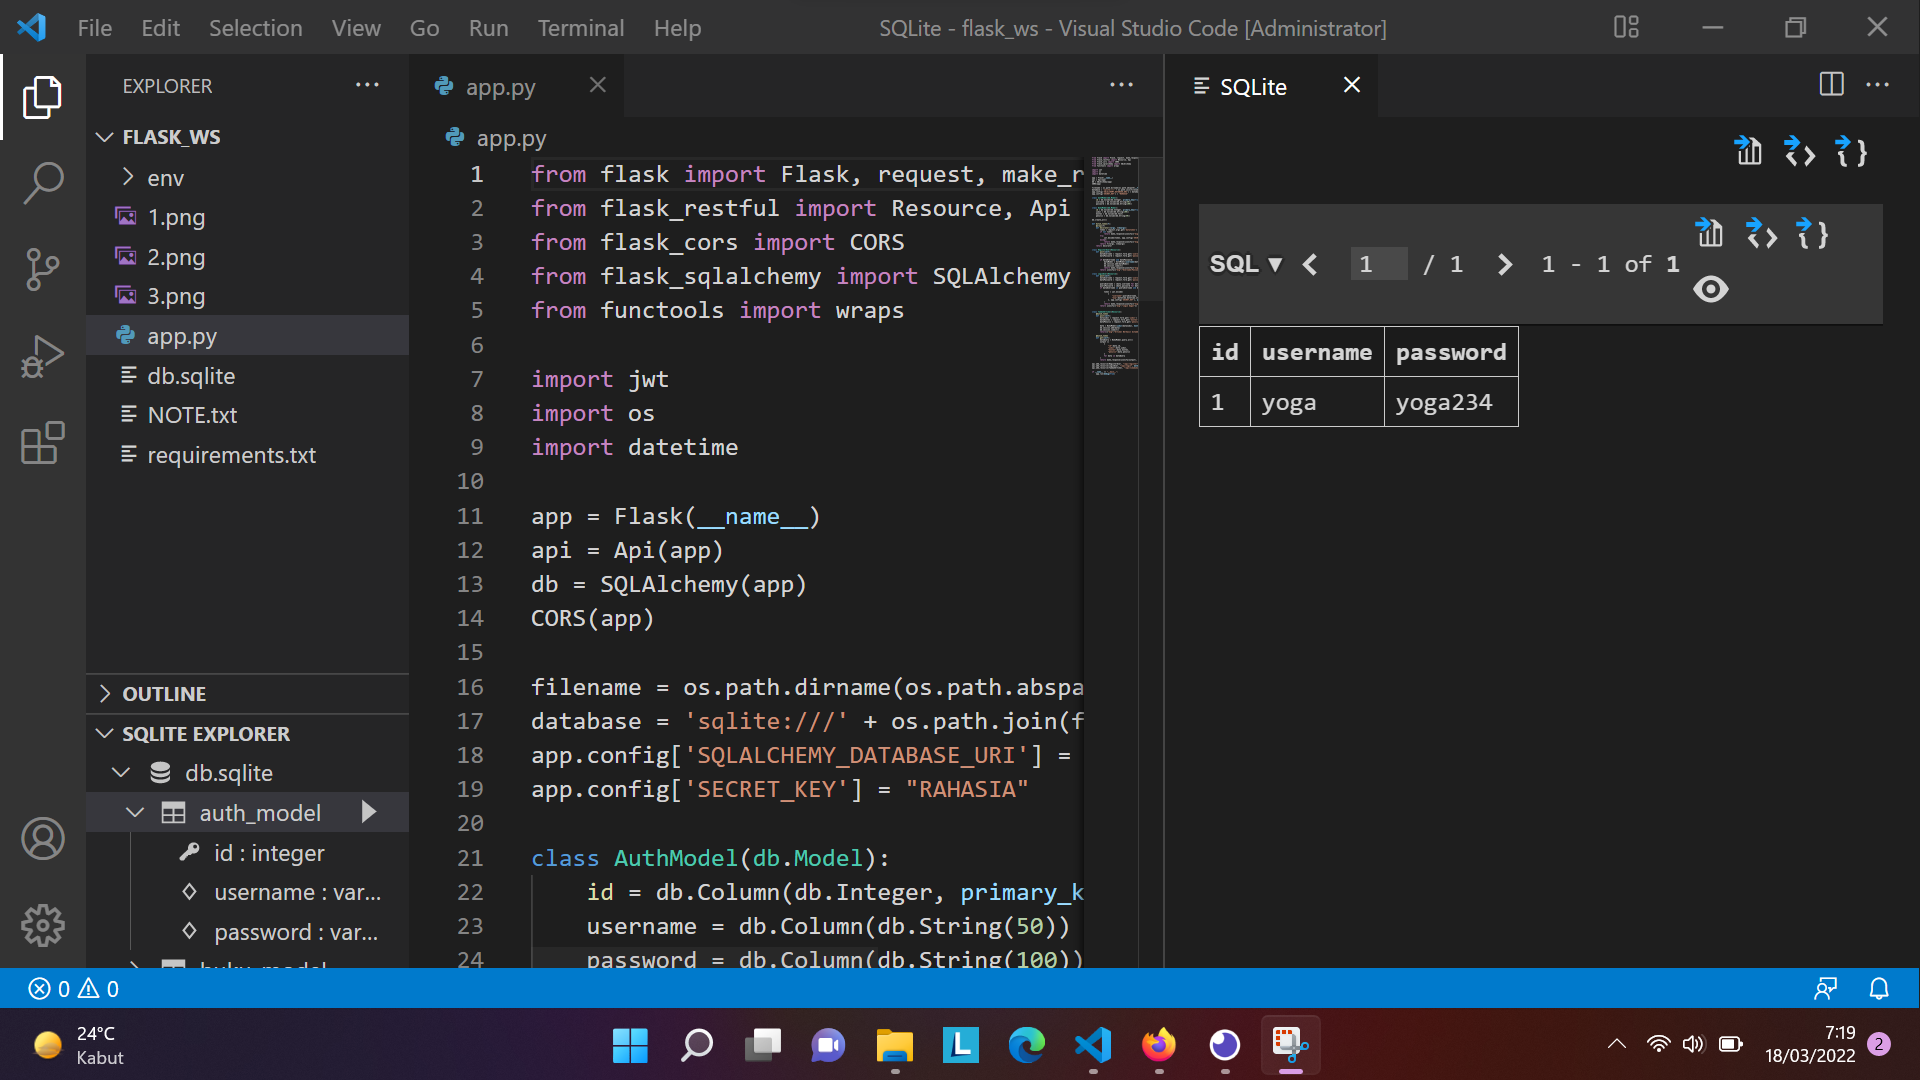 File Edit Selection View Go Run Terminal Help
SQLite - flask_ws - Visual Studio Code [Administrator]
EXPLORER
FLASK_WS
env
1.png
2.png
3.png
app.py
db.sqlite
NOTE.txt
requirements.txt
OUTLINE
SQLITE EXPLORER
db.sqlite
auth_model
id : integer
username : var...
password : var...
app.py
app.py
1 from flask import Flask, request, make_r
2 from flask_restful import Resource, Api
3 from flask_cors import CORS
4 from flask_sqlalchemy import SQLAlchemy
5 from functools import wraps
6
7 import jwt
8 import os
9 import datetime
10
11 app = Flask(__name__)
12 api = Api(app)
13 db = SQLAlchemy(app)
14 CORS(app)
15
16 filename = os.path.dirname(os.path.abspa
17 database = 'sqlite:///' + os.path.join(f
18 app.config['SQLALCHEMY_DATABASE_URI'] =
19 app.config['SECRET_KEY'] = "RAHASIA"
20
21 class AuthModel(db.Model):
22 id = db.Column(db.Integer, primary_k
23 username = db.Column(db.String(50))
24 password = db.Column(db.String(100))
SQLite
SQL ▼ 1 / 1 1 - 1 of 1
id username password
1 yoga yoga234
0 0
24°C
Kabut
7:19
18/03/2022
2